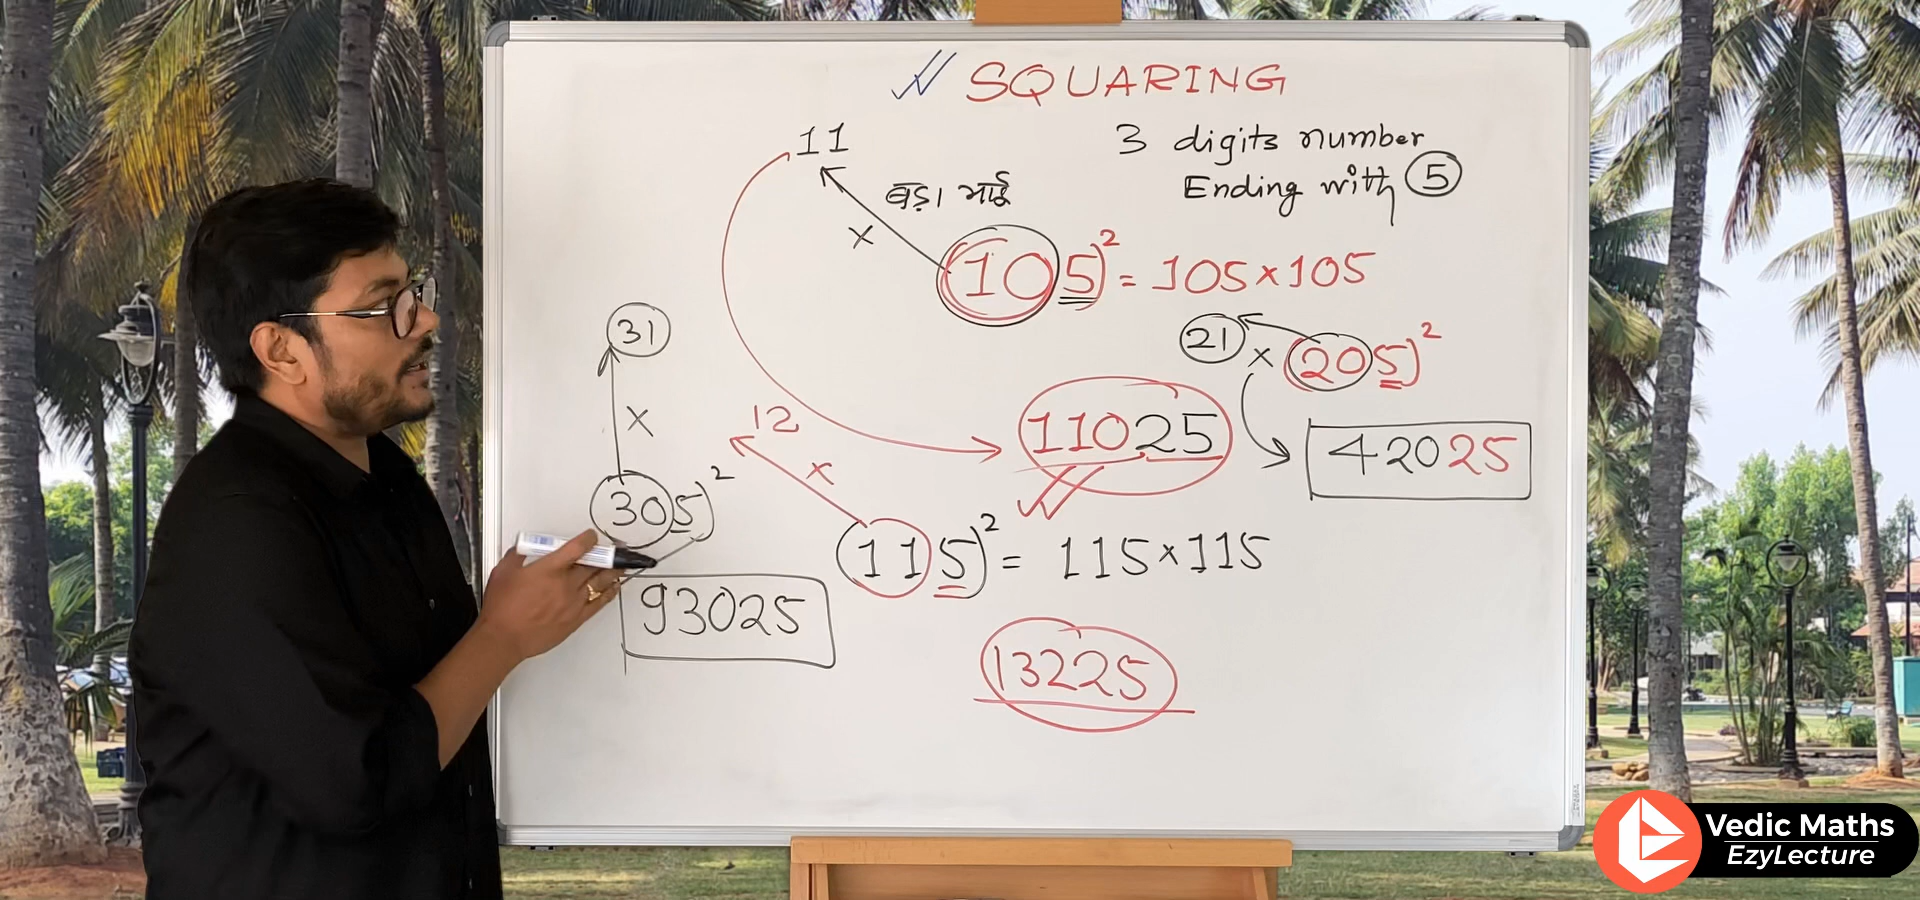 SQUARING
3 digits number
Ending with 5
11
बड़ा भाई
×
(105)² = 105×105
31
×
(305)²
93025
21 × (205)²
42025
11025
12
×
(115)² = 115×115
13225
Vedic Maths
EzyLecture